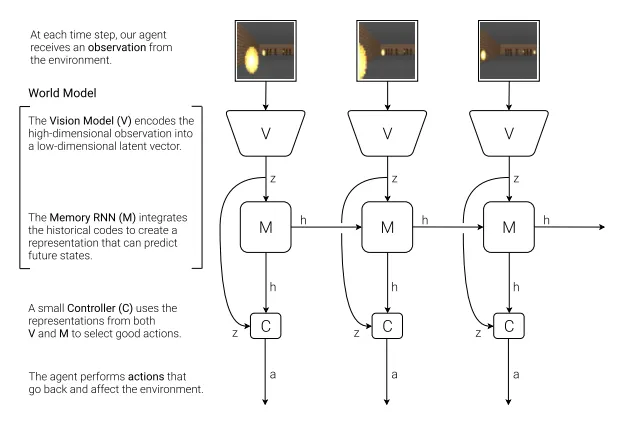 At each time step, our agent
receives an observation from
the environment.
World Model
The Vision Model (V) encodes the
high-dimensional observation into
a low-dimensional latent vector.
The Memory RNN (M) integrates
the historical codes to create a
representation that can predict
future states.
A small Controller (C) uses the
representations from both
V and M to select good actions.
The agent performs actions that
go back and affect the environment.
V V V
z z z
M h M h M h
h h h
z C z C z C
a a a